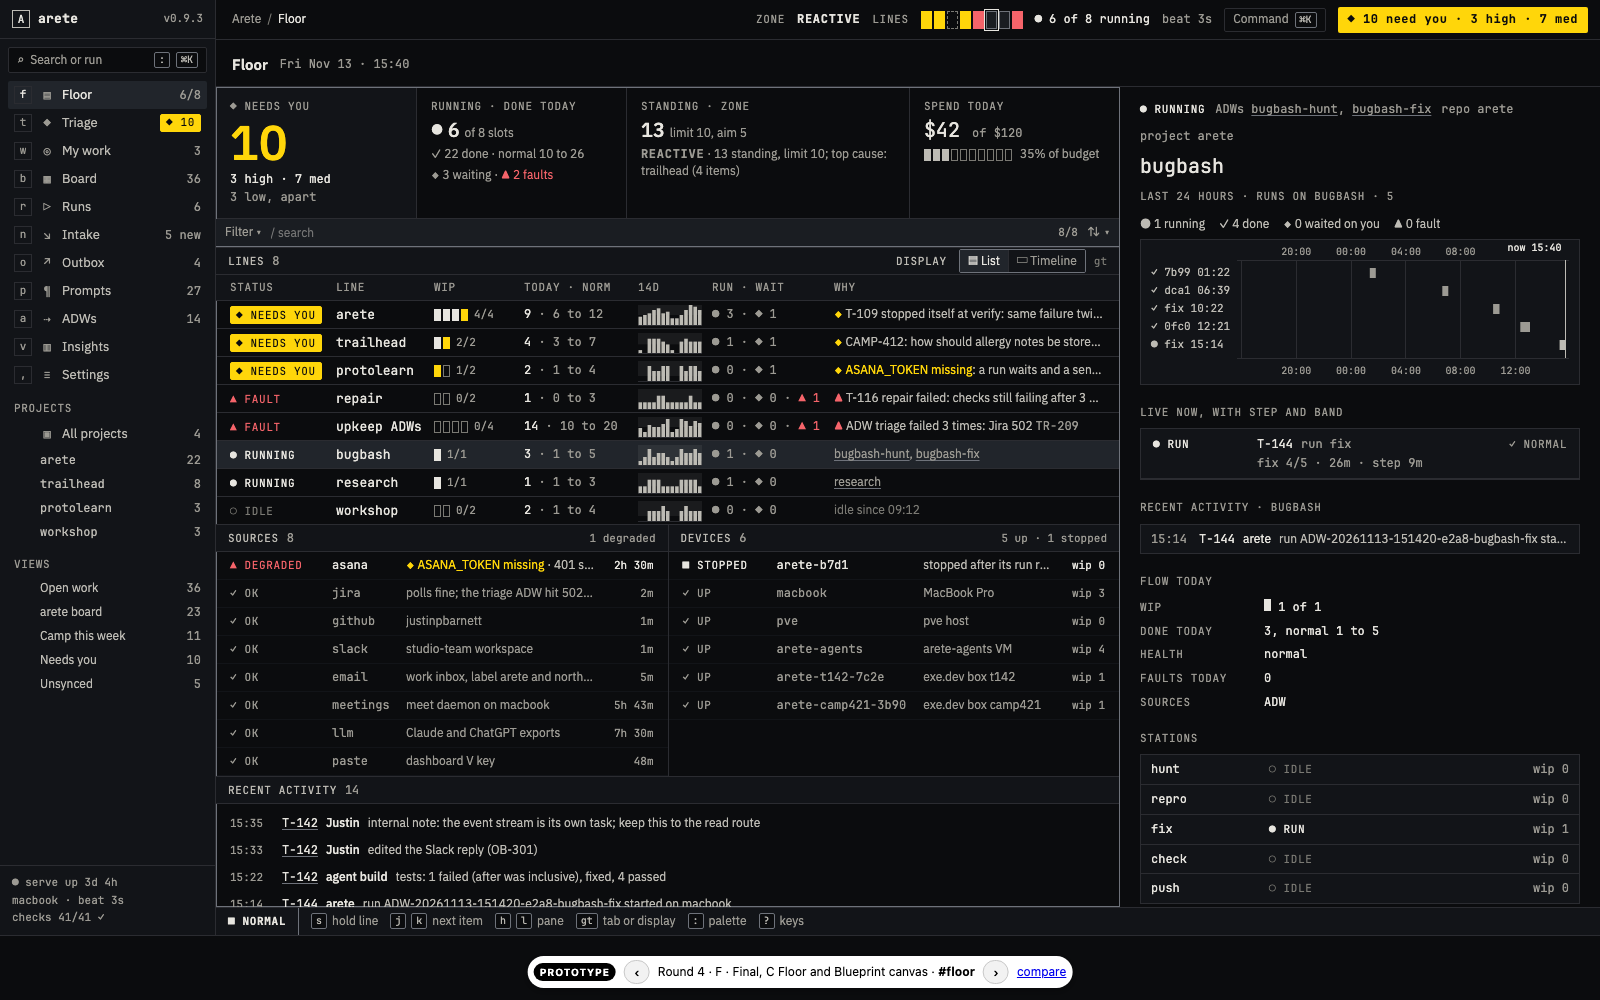 A arete v0.9.3
Search or run : ⌘K
f Floor 6/8
t Triage ◆ 10
w My work 3
b Board 36
r Runs 6
n Intake 5 new
o Outbox 4
p Prompts 27
a ADWs 14
v Insights
, Settings
PROJECTS
All projects 4
arete 22
trailhead 8
protolearn 3
workshop 3
VIEWS
Open work 36
arete board 23
Camp this week 11
Needs you 10
Unsynced 5
● serve up 3d 4h
macbook · beat 3s
checks 41/41 ✓
Arete / Floor
ZONE REACTIVE LINES ● 6 of 8 running beat 3s Command ⌘K ◆ 10 need you · 3 high · 7 med
Floor Fri Nov 13 · 15:40
◆ NEEDS YOU
10
3 high · 7 med
3 low, apart
RUNNING · DONE TODAY
● 6 of 8 slots
✓ 22 done · normal 10 to 26
◆ 3 waiting · ▲ 2 faults
STANDING · ZONE
13 limit 10, aim 5
REACTIVE · 13 standing, limit 10; top cause:
trailhead (4 items)
SPEND TODAY
$42 of $120
35% of budget
Filter ▾ / search 8/8 ⇅ ▾
LINES 8 DISPLAY List Timeline gt
STATUS LINE WIP TODAY · NORM 14D RUN · WAIT WHY
◆ NEEDS YOU arete 4/4 9 · 6 to 12 ● 3 · ◆ 1 ◆ T-109 stopped itself at verify: same failure twi…
◆ NEEDS YOU trailhead 2/2 4 · 3 to 7 ● 1 · ◆ 1 ◆ CAMP-412: how should allergy notes be store…
◆ NEEDS YOU protolearn 1/2 2 · 1 to 4 ● 0 · ◆ 1 ◆ ASANA_TOKEN missing: a run waits and a sen…
▲ FAULT repair 0/2 1 · 0 to 3 ● 0 · ◆ 0 · ▲ 1 ▲ T-116 repair failed: checks still failing after 3 …
▲ FAULT upkeep ADWs 0/4 14 · 10 to 20 ● 0 · ◆ 0 · ▲ 1 ▲ ADW triage failed 3 times: Jira 502 TR-209
● RUNNING bugbash 1/1 3 · 1 to 5 ● 1 · ◆ 0 bugbash-hunt, bugbash-fix
● RUNNING research 1/1 1 · 1 to 3 ● 1 · ◆ 0 research
○ IDLE workshop 0/2 2 · 1 to 4 ● 0 · ◆ 0 idle since 09:12
SOURCES 8 1 degraded
▲ DEGRADED asana ◆ ASANA_TOKEN missing · 401 s… 2h 30m
✓ OK jira polls fine; the triage ADW hit 502… 2m
✓ OK github justinpbarnett 1m
✓ OK slack studio-team workspace 1m
✓ OK email work inbox, label arete and north… 5m
✓ OK meetings meet daemon on macbook 5h 43m
✓ OK llm Claude and ChatGPT exports 7h 30m
✓ OK paste dashboard V key 48m
DEVICES 6 5 up · 1 stopped
■ STOPPED arete-b7d1 stopped after its run r… wip 0
✓ UP macbook MacBook Pro wip 3
✓ UP pve pve host wip 0
✓ UP arete-agents arete-agents VM wip 4
✓ UP arete-t142-7c2e exe.dev box t142 wip 1
✓ UP arete-camp421-3b90 exe.dev box camp421 wip 1
RECENT ACTIVITY 14
15:35 T-142 Justin internal note: the event stream is its own task; keep this to the read route
15:33 T-142 Justin edited the Slack reply (OB-301)
15:22 T-142 agent build tests: 1 failed (after was inclusive), fixed, 4 passed
15:14 T-144 arete run ADW-20261113-151420-e2a8-bugbash-fix started on macbook
■ NORMAL s hold line j k next item h l pane gt tab or display : palette ? keys
● RUNNING ADWs bugbash-hunt, bugbash-fix repo arete
project arete
bugbash
LAST 24 HOURS · RUNS ON BUGBASH · 5
● 1 running ✓ 4 done ◆ 0 waited on you ▲ 0 fault
20:00 00:00 04:00 08:00 now 15:40
✓ 7b99 01:22
✓ dca1 06:39
✓ fix 10:22
✓ 0fc0 12:21
● fix 15:14
20:00 00:00 04:00 08:00 12:00
LIVE NOW, WITH STEP AND BAND
● RUN T-144 run fix ✓ NORMAL
fix 4/5 · 26m · step 9m
RECENT ACTIVITY · BUGBASH
15:14 T-144 arete run ADW-20261113-151420-e2a8-bugbash-fix sta…
FLOW TODAY
WIP 1 of 1
DONE TODAY 3, normal 1 to 5
HEALTH normal
FAULTS TODAY 0
SOURCES ADW
STATIONS
hunt ○ IDLE wip 0
repro ○ IDLE wip 0
fix ● RUN wip 1
check ○ IDLE wip 0
push ○ IDLE wip 0
PROTOTYPE ‹ Round 4 · F · Final, C Floor and Blueprint canvas · #floor › compare